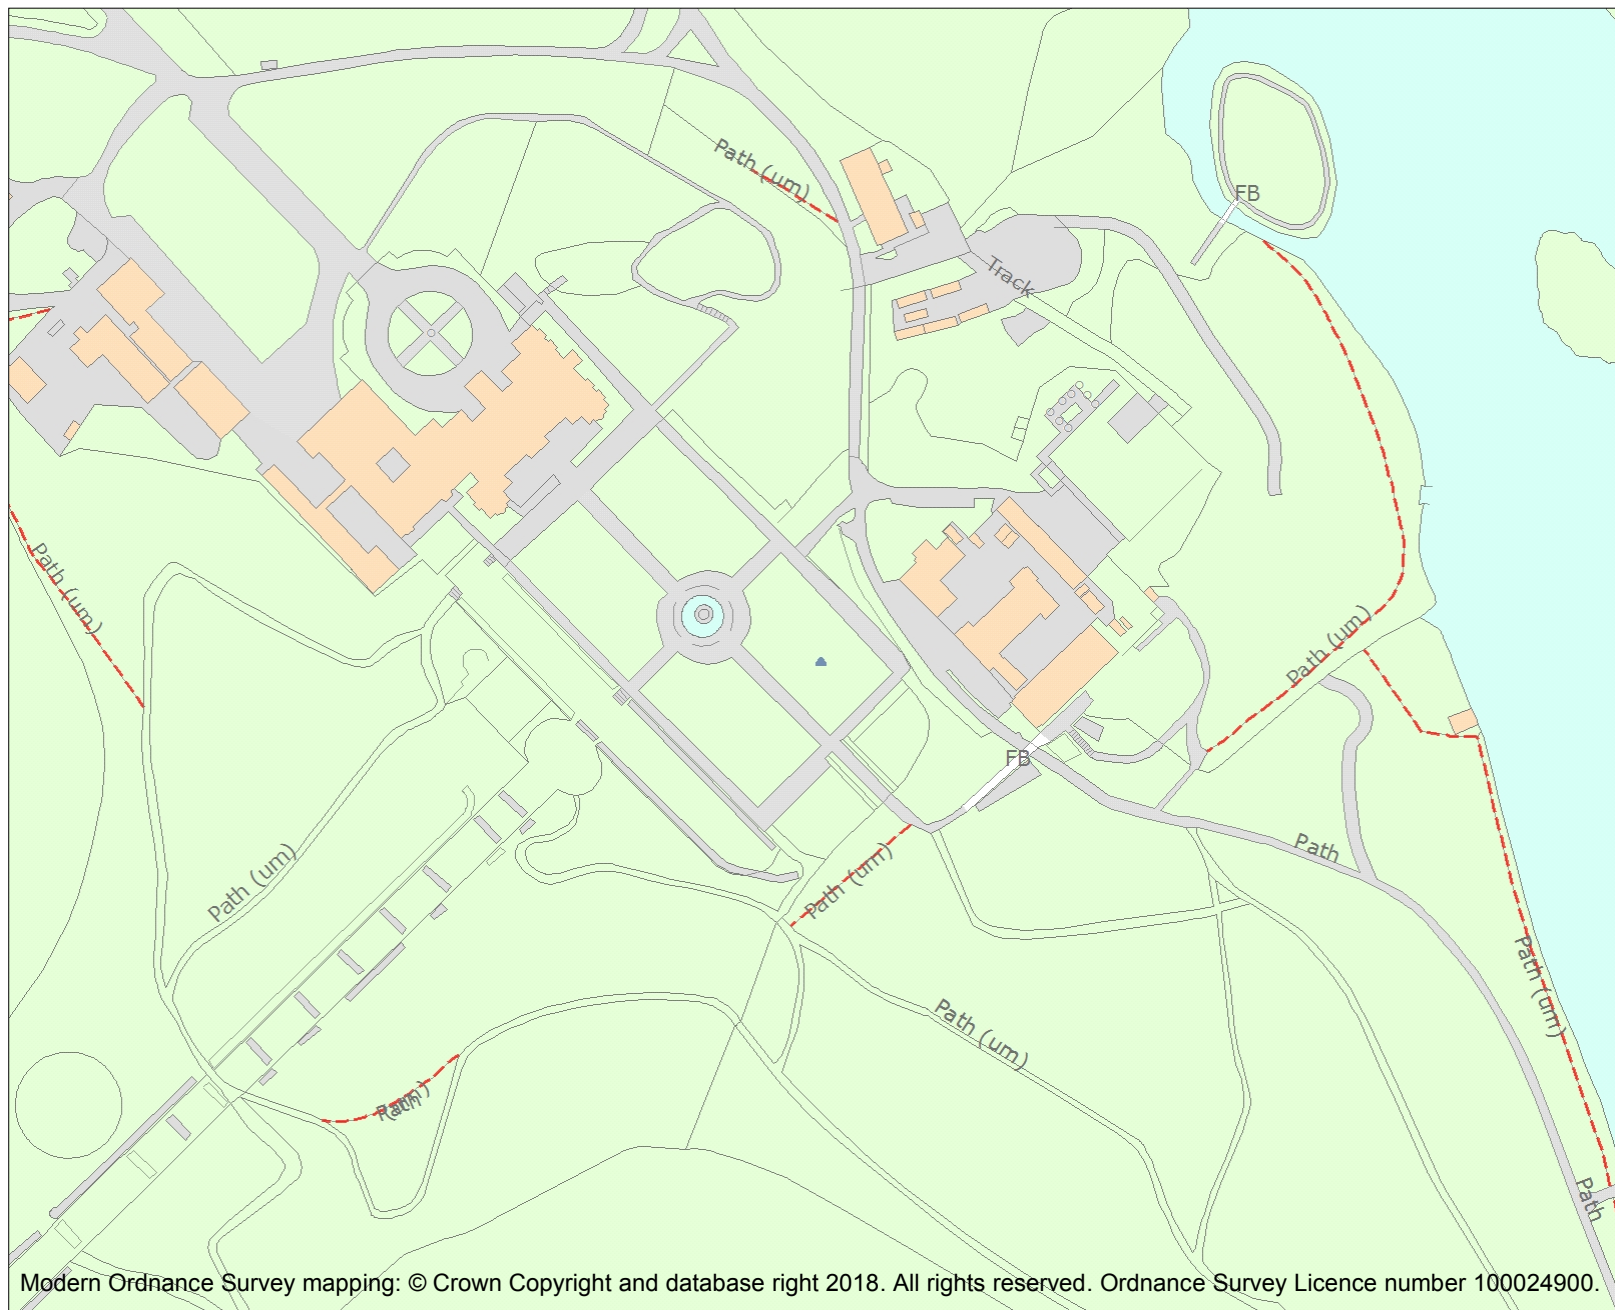 Path (um)
FB
Track
Path (um)
Path (um)
FB
Path
Path (um)
Path (um)
Path (um)
Path (um)
Path
Modern Ordnance Survey mapping: © Crown Copyright and database right 2018. All rights reserved. Ordnance Survey Licence number 100024900.